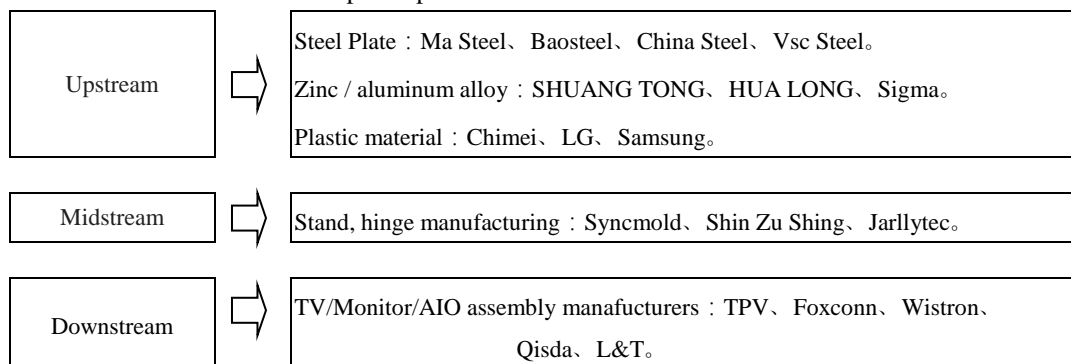 Upstream
Steel Plate：Ma Steel、Baosteel、China Steel、Vsc Steel。
Zinc / aluminum alloy：SHUANG TONG、HUA LONG、Sigma。
Plastic material：Chimei、LG、Samsung。
Midstream
Stand, hinge manufacturing：Syncmold、Shin Zu Shing、Jarllytec。
Downstream
TV/Monitor/AIO assembly manafucturers：TPV、Foxconn、Wistron、
Qisda、L&T。